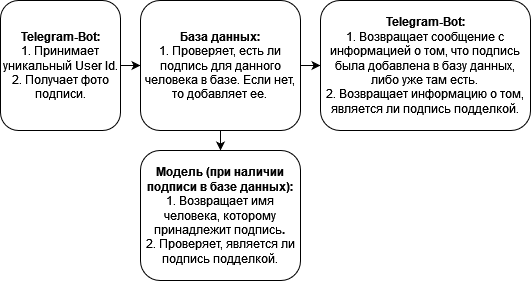 Telegram-Bot:
1. Принимает
уникальный User Id.
2. Получает фото
подписи.
База данных:
1. Проверяет, есть ли
подпись для данного
человека в базе. Если нет,
то добавляет ее.
Telegram-Bot:
1. Возвращает сообщение с
информацией о том, что подпись
была добавлена в базу данных,
либо уже там есть.
2. Возвращает информацию о том,
является ли подпись подделкой.
Модель (при наличии
подписи в базе данных):
1. Возвращает имя
человека, которому
принадлежит подпись.
2. Проверяет, является ли
подпись подделкой.